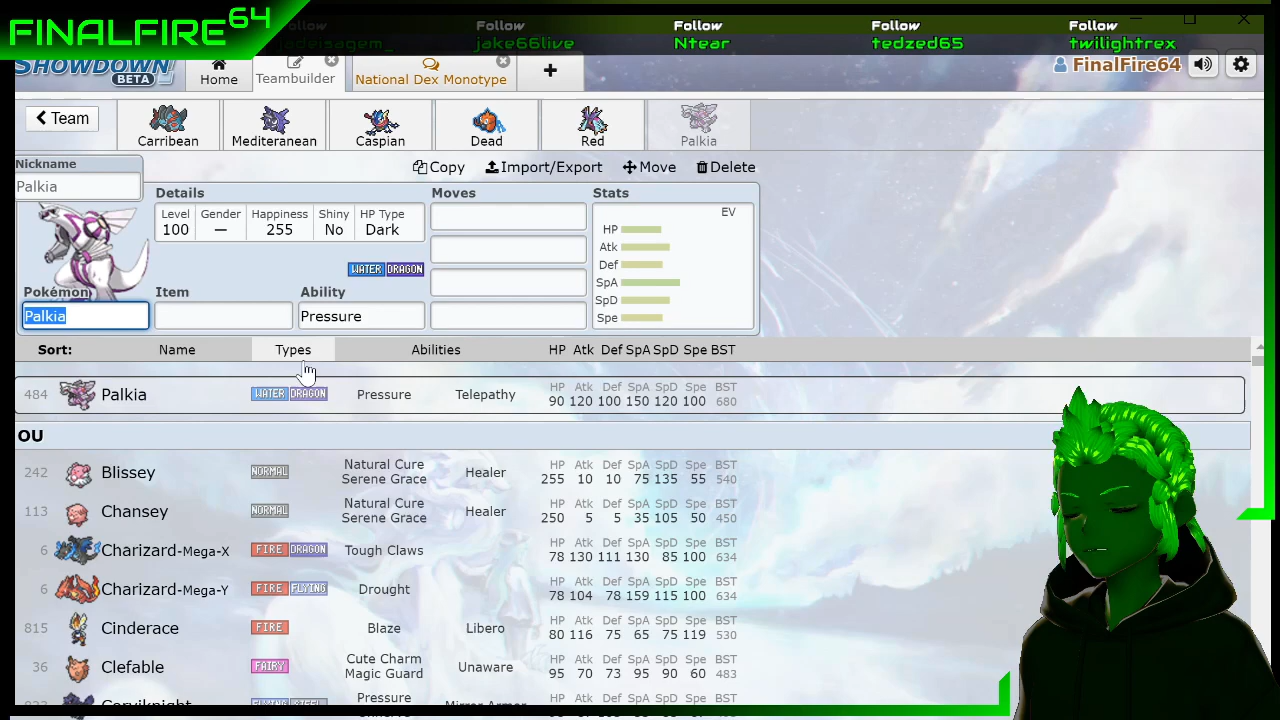 FINALFIRE64
Follow Follow Follow Follow Follow
jadeisagem_ jake66live Ntear tedzed65 twilightrex
SHOWDOWN
BETA
Home Teambuilder National Dex Monotype + FinalFire64
Team Carribean Mediteranean Caspian Dead Red Palkia
Copy Import/Export Move Delete
Nickname
Palkia
Details Moves Stats
Level Gender Happiness Shiny HP Type EV
100 — 255 No Dark
HP
Atk
WATER DRAGON Def
SpA
Pokémon Item Ability SpD
Palkia Pressure Spe
Sort: Name Types Abilities HP Atk Def SpA SpD Spe BST
484 Palkia WATER DRAGON Pressure Telepathy HP Atk Def SpA SpD Spe BST
90 120 100 150 120 100 680
OU
242 Blissey NORMAL Natural Cure Serene Grace Healer HP Atk Def SpA SpD Spe BST
255 10 10 75 135 55 540
113 Chansey NORMAL Natural Cure Serene Grace Healer HP Atk Def SpA SpD Spe BST
250 5 5 35 105 50 450
6 Charizard-Mega-X FIRE DRAGON Tough Claws HP Atk Def SpA SpD Spe BST
78 130 111 130 85 100 634
6 Charizard-Mega-Y FIRE FLYING Drought HP Atk Def SpA SpD Spe BST
78 104 78 159 115 100 634
815 Cinderace FIRE Blaze Libero HP Atk Def SpA SpD Spe BST
80 116 75 65 75 119 530
36 Clefable FAIRY Cute Charm Magic Guard Unaware HP Atk Def SpA SpD Spe BST
95 70 73 95 90 60 483
Pressure HP Atk Def SpA SpD Spe BST